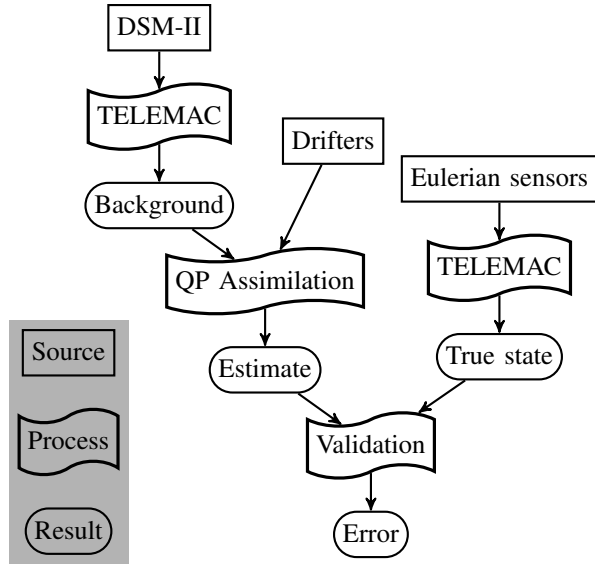 DSM-II
TELEMAC
Drifters
Eulerian sensors
Background
QP Assimilation
TELEMAC
Source
Estimate
True state
Process
Validation
Result
Error